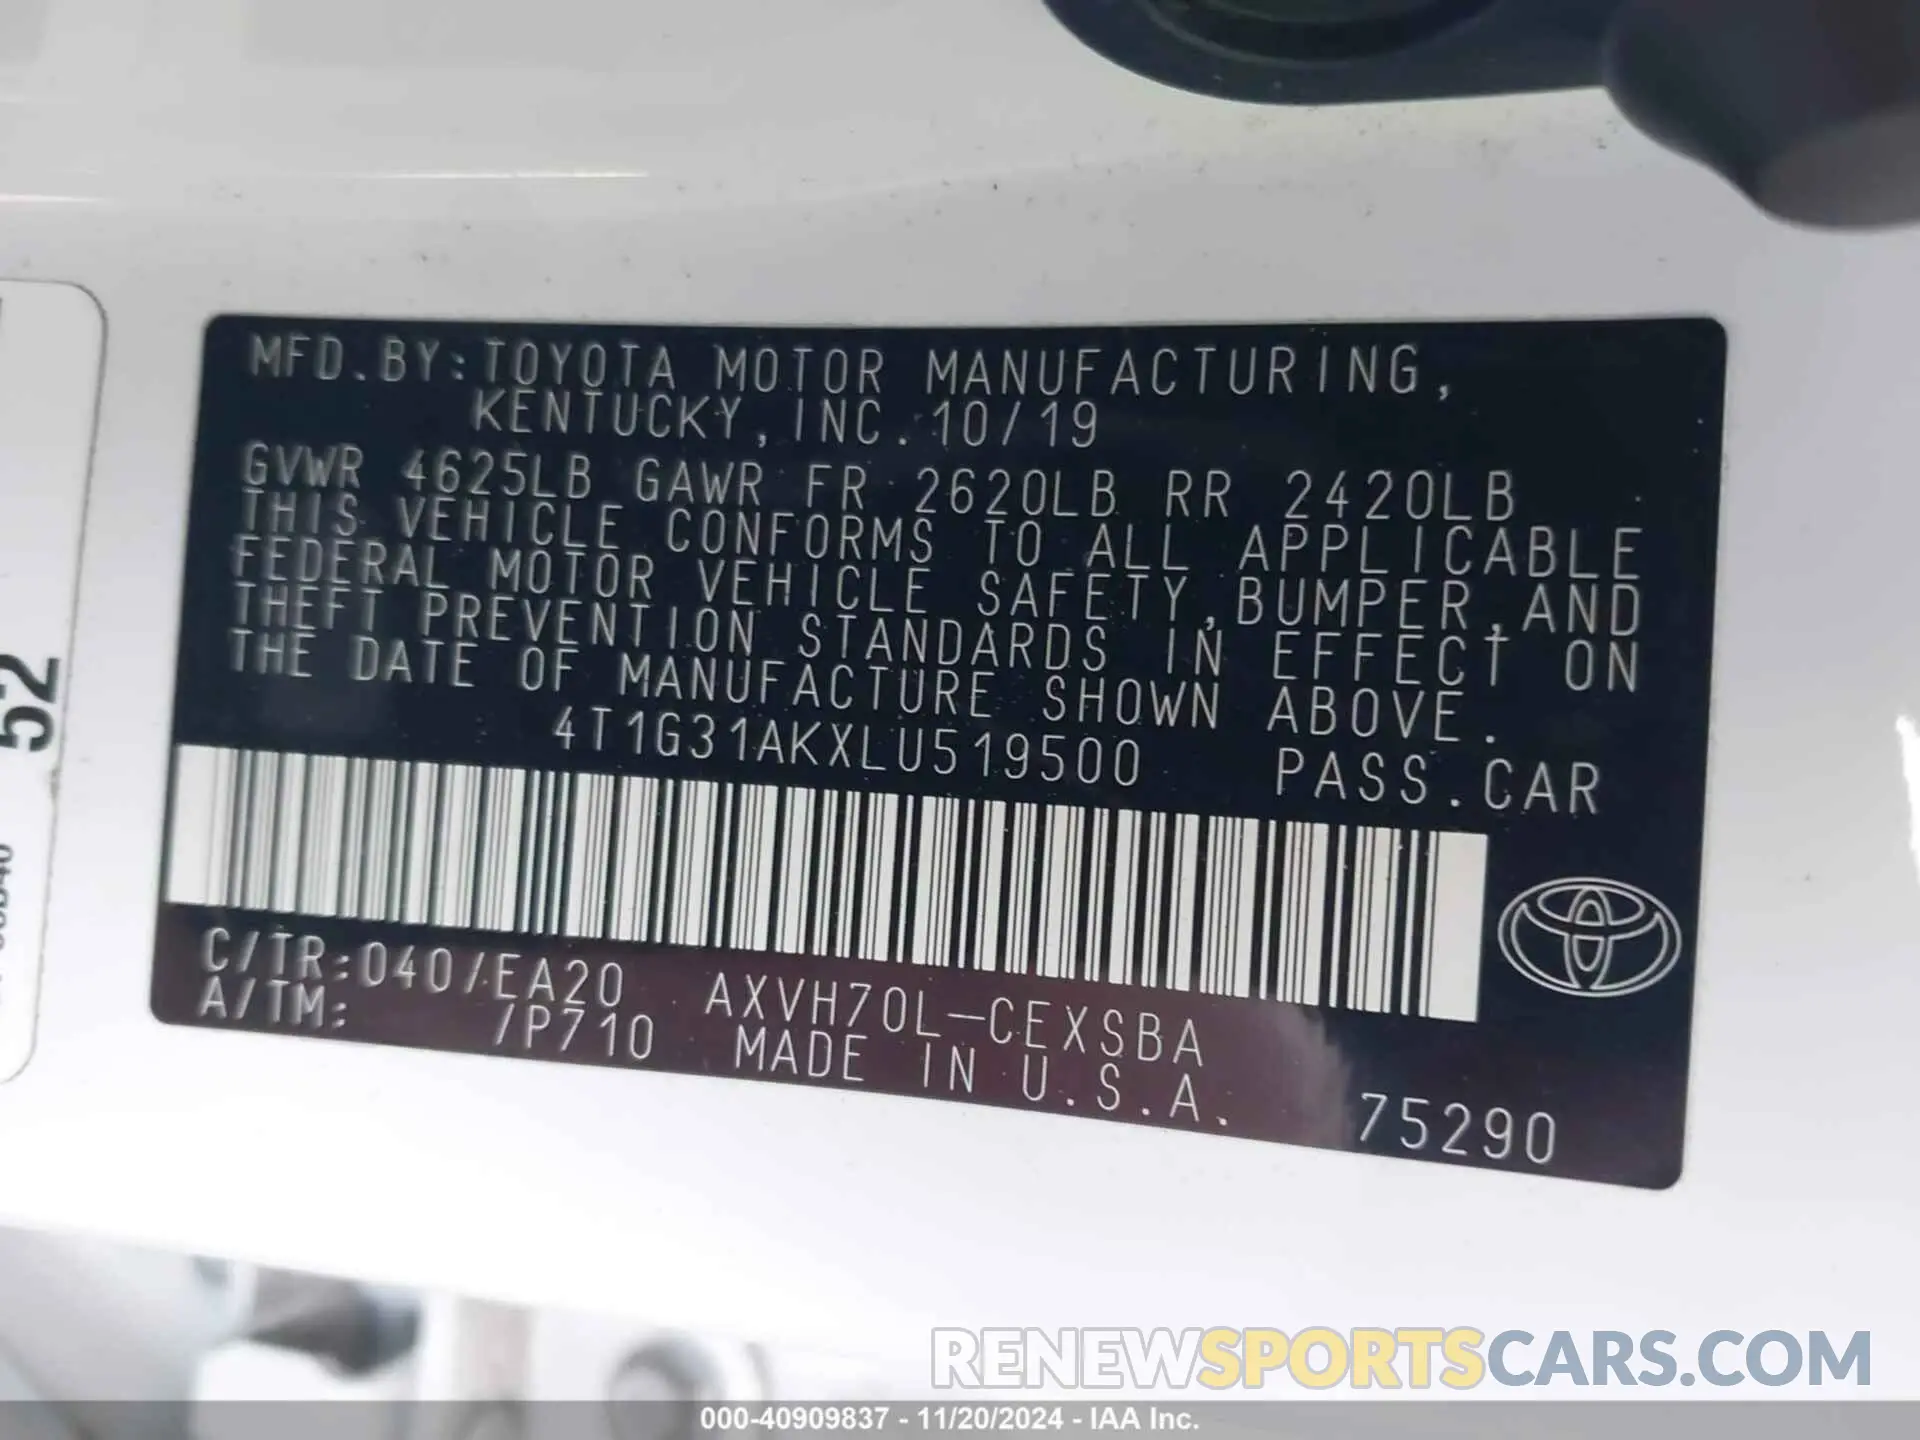 MFD.BY:TOYOTA MOTOR MANUFACTURING,
KENTUCKY,INC.10/19
GVWR 4625LB GAWR FR 2620LB RR 2420LB
THIS VEHICLE CONFORMS TO ALL APPLICABLE
FEDERAL MOTOR VEHICLE SAFETY,BUMPER,AND
THEFT PREVENTION STANDARDS IN EFFECT ON
THE DATE OF MANUFACTURE SHOWN ABOVE.
4T1G31AKXLU519500 PASS.CAR
C/TR:040/EA20 AXVH70L-CEXSBA
A/TM: /P710 MADE IN U.S.A. 75290
52
RENEWSPORTSCARS.COM
000-40909837 - 11/20/2024 - IAA Inc.